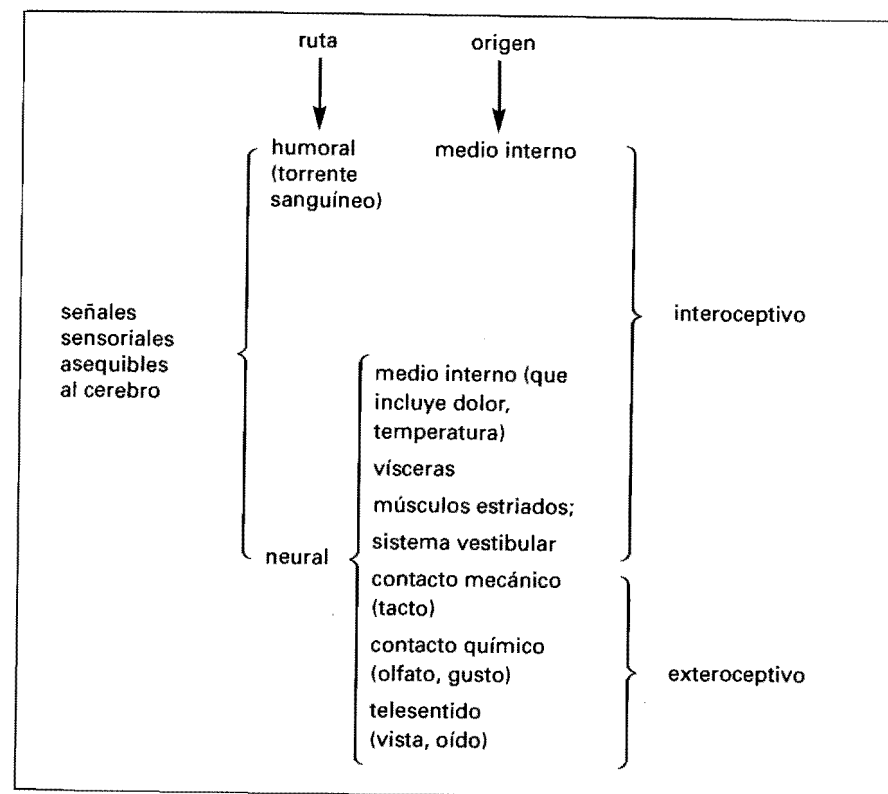 ruta
origen
humoral
(torrente
sanguíneo)
medio interno
señales
sensoriales
asequibles
al cerebro
interoceptivo
neural
medio interno (que
incluye dolor,
temperatura)
vísceras
músculos estriados;
sistema vestibular
contacto mecánico
(tacto)
contacto químico
(olfato, gusto)
telesentido
(vista, oído)
exteroceptivo